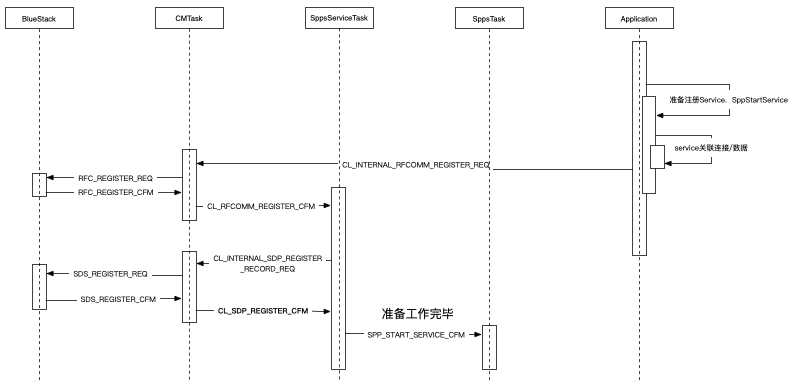 BlueStack
CMTask
SppsServiceTask
SppsTask
Application
准备注册Service，SppStartService
service关联连接/数据
CL_INTERNAL_RFCOMM_REGISTER_REQ
RFC_REGISTER_REQ
RFC_REGISTER_CFM
CL_RFCOMM_REGISTER_CFM
CL_INTERNAL_SDP_REGISTER
_RECORD_REQ
SDS_REGISTER_REQ
SDS_REGISTER_CFM
CL_SDP_REGISTER_CFM
准备工作完毕
SPP_START_SERVICE_CFM